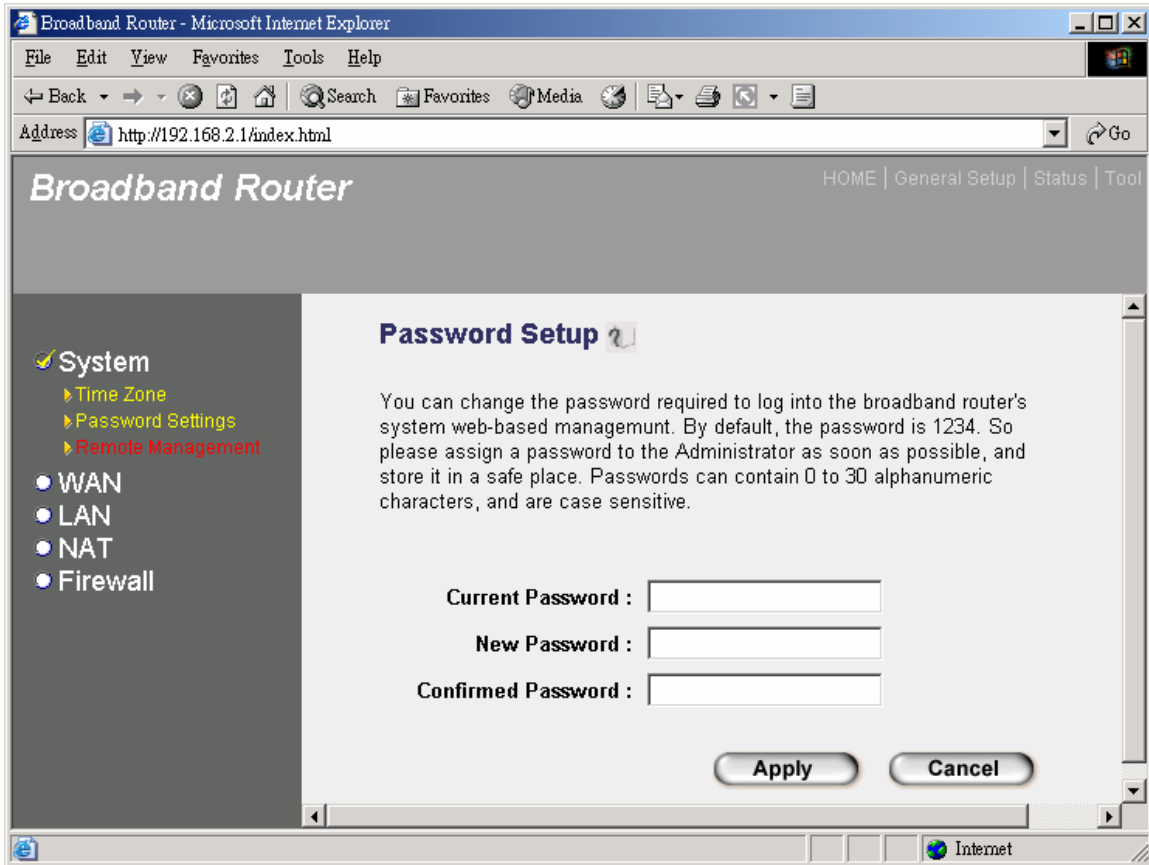 Broadband Router - Microsoft Internet Explorer
File Edit View Favorites Tools Help
Back Search Favorites Media
Address http://192.168.2.1/index.html Go
Broadband Router
HOME | General Setup | Status | Tool
System
Time Zone
Password Settings
Remote Management
WAN
LAN
NAT
Firewall
Password Setup
You can change the password required to log into the broadband router's
system web-based managemunt. By default, the password is 1234. So
please assign a password to the Administrator as soon as possible, and
store it in a safe place. Passwords can contain 0 to 30 alphanumeric
characters, and are case sensitive.
Current Password :
New Password :
Confirmed Password :
Apply Cancel
Internet